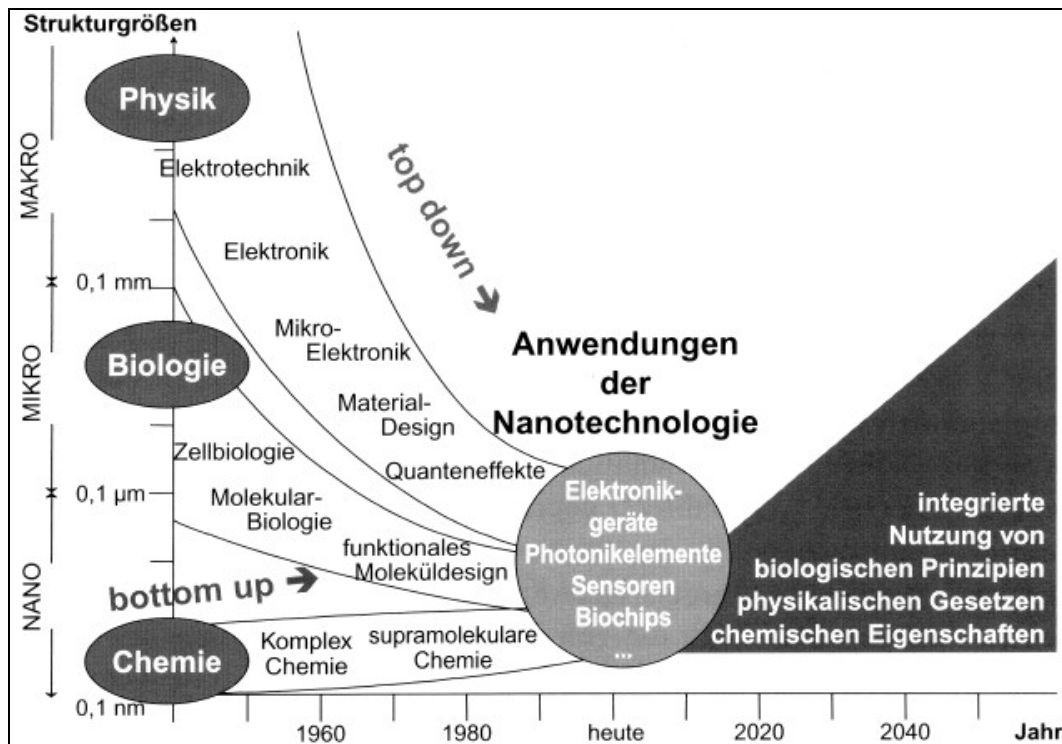 Strukturgrößen
Physik
MAKRO
Elektrotechnik
top down
Elektronik
0,1 mm
Mikro-
Elektronik
Anwendungen
der
Nanotechnologie
MIKRO
Biologie
Material-
Design
Zellbiologie
Quanteneffekte
0,1 µm
Molekular-
Biologie
Elektronik-
geräte
Photonikelemente
Sensoren
Biochips
...
integrierte
Nutzung von
biologischen Prinzipien
physikalischen Gesetzen
chemischen Eigenschaften
funktionales
Moleküldesign
NANO
bottom up
Chemie
Komplex
Chemie
supramolekulare
Chemie
0,1 nm
1960
1980
heute
2020
2040
Jahr